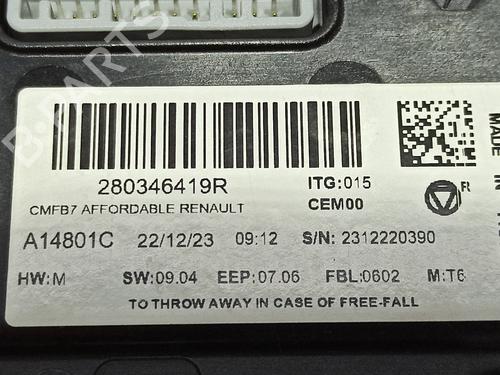 B-PARTS
280346419R
ITG:015
CMFB7 AFFORDABLE RENAULT
CEM00
R
A14801C 22/12/23 09:12 S/N: 2312220390
HW:M SW:09.04 EEP:07.06 FBL:0602 M:T6
TO THROW AWAY IN CASE OF FREE-FALL
MADE